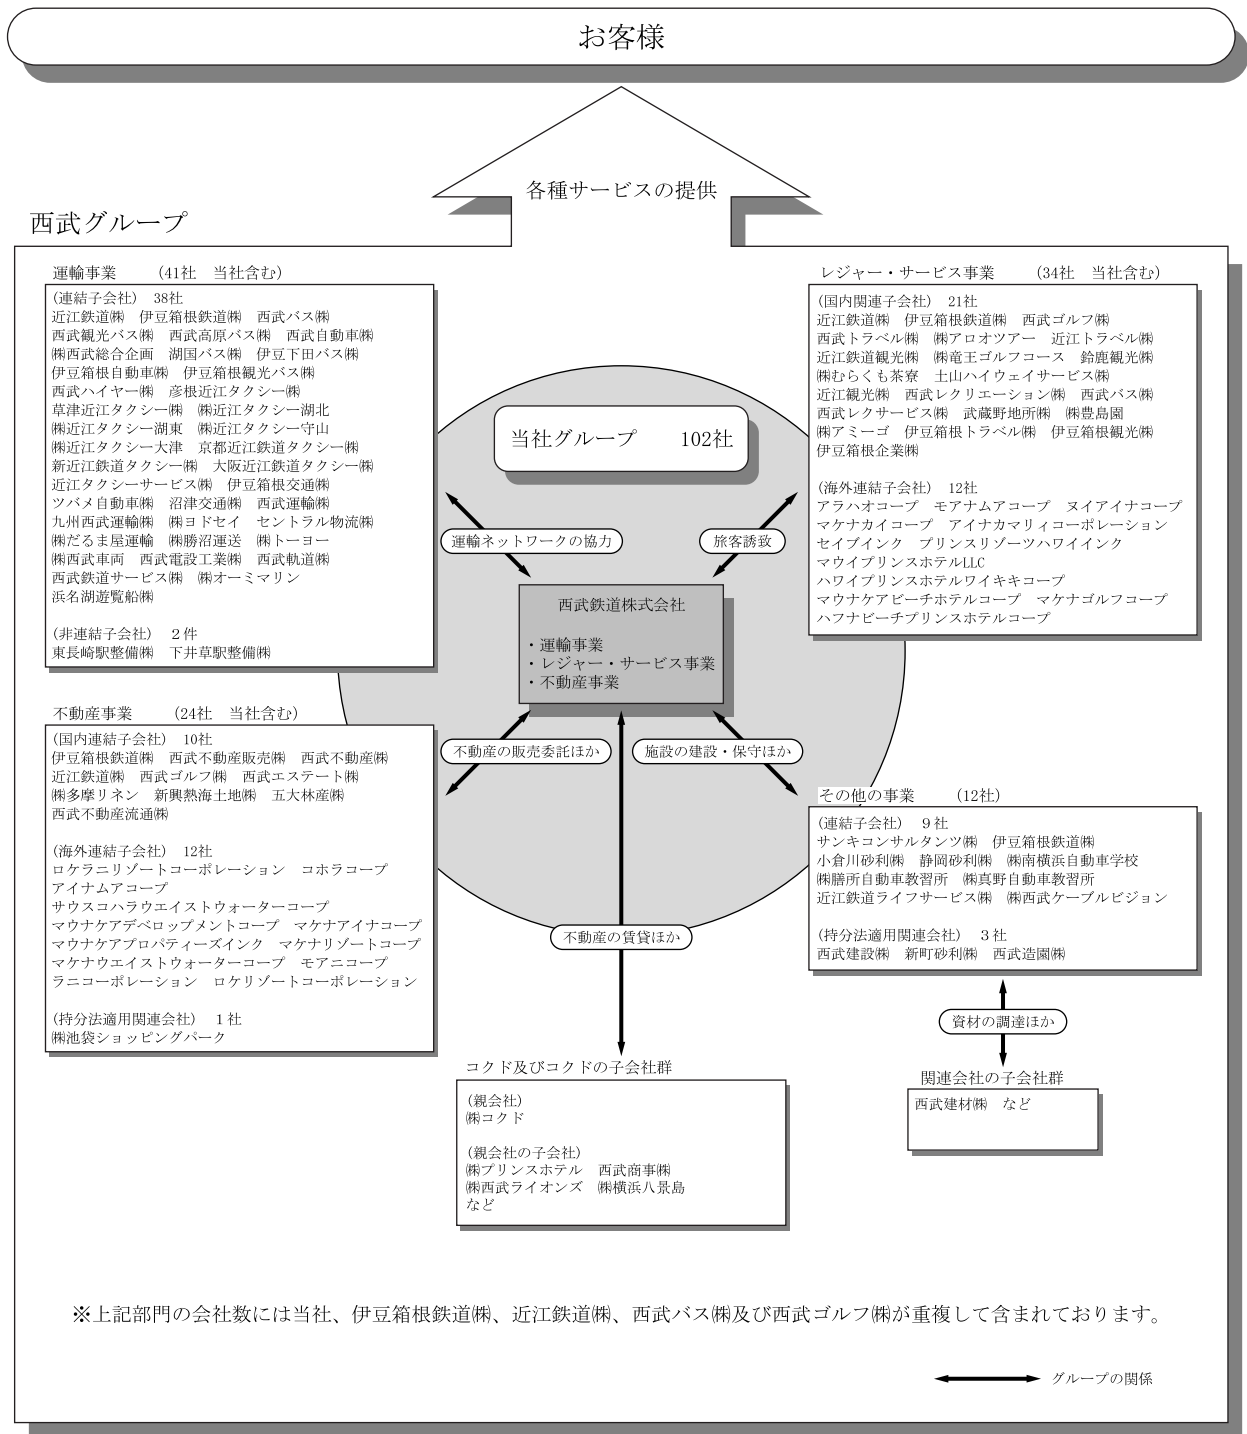 お客様
各種サービスの提供
西武グループ
運輸事業　　（41社　当社含む）
（連結子会社）　38社
近江鉄道㈱　伊豆箱根鉄道㈱　西武バス㈱
西武観光バス㈱　西武高原バス㈱　西武自動車㈱
㈱西武総合企画　湖国バス㈱　伊豆下田バス㈱
伊豆箱根自動車㈱　伊豆箱根観光バス㈱
西武ハイヤー㈱　彦根近江タクシー㈱
草津近江タクシー㈱　㈱近江タクシー湖北
㈱近江タクシー湖東　㈱近江タクシー守山
㈱近江タクシー大津　京都近江鉄道タクシー㈱
新近江鉄道タクシー㈱　大阪近江鉄道タクシー㈱
近江タクシーサービス㈱　伊豆箱根交通㈱
ツバメ自動車㈱　沼津交通㈱　西武運輸㈱
九州西武運輸㈱　㈱ヨドセイ　セントラル物流㈱
㈱だるま屋運輸　㈱勝沼運送　㈱トーヨー
㈱西武車両　西武電設工業㈱　西武軌道㈱
西武鉄道サービス㈱　㈱オーミマリン
浜名湖遊覧船㈱
（非連結子会社）　２件
東長崎駅整備㈱　下井草駅整備㈱
レジャー・サービス事業　　（34社　当社含む）
（国内関連子会社）　21社
近江鉄道㈱　伊豆箱根鉄道㈱　西武ゴルフ㈱
西武トラベル㈱　㈱アロオツアー　近江トラベル㈱
近江鉄道観光㈱　㈱竜王ゴルフコース　鈴鹿観光㈱
㈱むらくも茶寮　土山ハイウェイサービス㈱
近江観光㈱　西武レクリエーション㈱　西武バス㈱
西武レクサービス㈱　武蔵野地所㈱　㈱豊島園
㈱アミーゴ　伊豆箱根トラベル㈱　伊豆箱根観光㈱
伊豆箱根企業㈱
（海外連結子会社）　12社
アラハオコープ　モアナムアコープ　ヌイアイナコープ
マケナカイコープ　アイナカマリィコーポレーション
セイブインク　プリンスリゾーツハワイインク
マウイプリンスホテルLLC
ハワイプリンスホテルワイキキコープ
マウナケアビーチホテルコープ　マケナゴルフコープ
ハプナビーチプリンスホテルコープ
当社グループ　　102社
運輸ネットワークの協力
旅客誘致
西武鉄道株式会社
・運輸事業
・レジャー・サービス事業
・不動産事業
不動産の販売委託ほか
施設の建設・保守ほか
不動産事業　　（24社　当社含む）
（国内連結子会社）　10社
伊豆箱根鉄道㈱　西武不動産販売㈱　西武不動産㈱
近江鉄道㈱　西武ゴルフ㈱　西武エステート㈱
㈱多摩リネン　新興熱海土地㈱　五大林産㈱
西武不動産流通㈱
（海外連結子会社）　12社
ロケラニリゾートコーポレーション　コホラコープ
アイナムアコープ
サウスコハラウエイストウォーターコープ
マウナケアデベロップメントコープ　マケナアイナコープ
マウナケアプロパティーズインク　マケナリゾートコープ
マケナウエイストウォーターコープ　モアニコープ
ラニコーポレーション　ロケリゾートコーポレーション
（持分法適用関連会社）　１社
㈱池袋ショッピングパーク
その他の事業　　（12社）
（連結子会社）　９社
サンキコンサルタンツ㈱　伊豆箱根鉄道㈱
小倉川砂利㈱　静岡砂利㈱　㈱南横浜自動車学校
㈱膳所自動車教習所　㈱真野自動車教習所
近江鉄道ライフサービス㈱　㈱西武ケーブルビジョン
（持分法適用関連会社）　３社
西武建設㈱　新町砂利㈱　西武造園㈱
不動産の賃貸ほか
資材の調達ほか
コクド及びコクドの子会社群
（親会社）
㈱コクド
（親会社の子会社）
㈱プリンスホテル　西武商事㈱
㈱西武ライオンズ　㈱横浜八景島
など
関連会社の子会社群
西武建材㈱　など
※上記部門の会社数には当社、伊豆箱根鉄道㈱、近江鉄道㈱、西武バス㈱及び西武ゴルフ㈱が重複して含まれております。
グループの関係